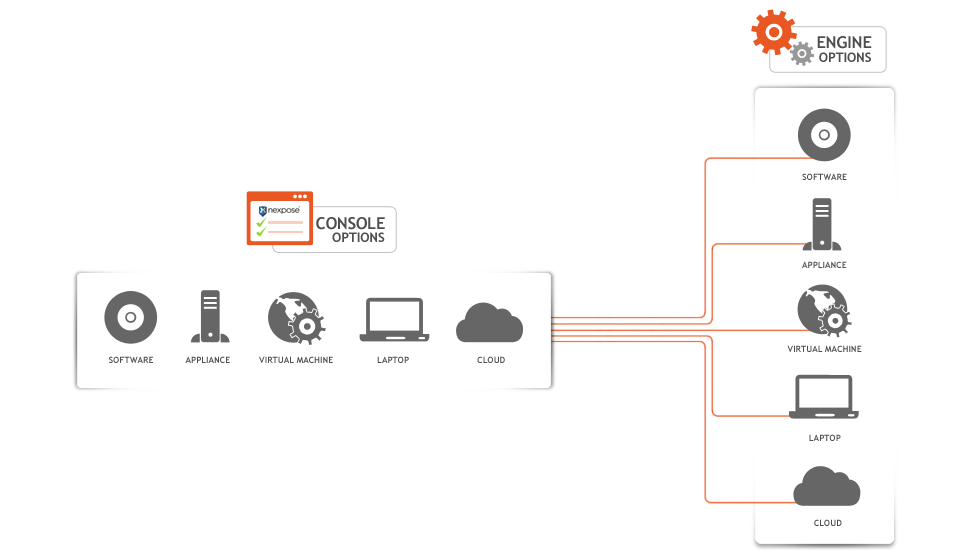 ENGINE
OPTIONS
SOFTWARE
APPLIANCE
VIRTUAL MACHINE
LAPTOP
CLOUD
nexpose
CONSOLE
OPTIONS
SOFTWARE
APPLIANCE
VIRTUAL MACHINE
LAPTOP
CLOUD